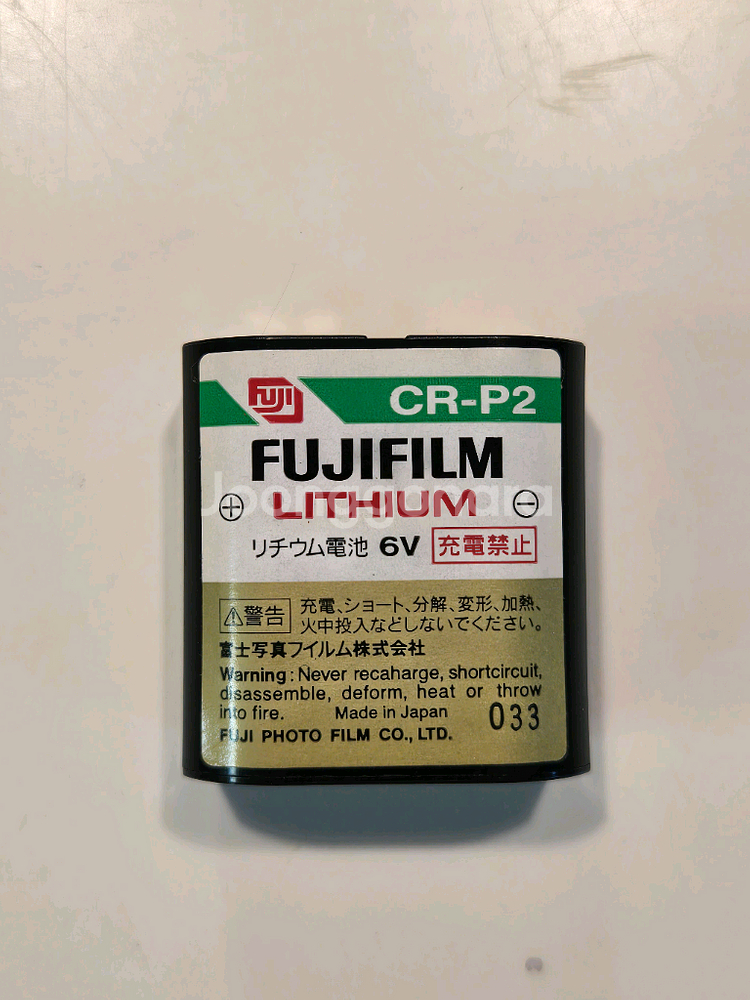 FUJI
CR-P2
FUJIFILM
⊕ LITHIUM ⊖
リチウム電池 6V 充電禁止
⚠警告 充電、ショート、分解、変形、加熱、
火中投入などしないでください。
富士写真フイルム株式会社
Warning : Never recaharge, shortcircuit,
disassemble, deform, heat or throw
into fire. Made in Japan 033
FUJI PHOTO FILM CO., LTD.
Joonggonara